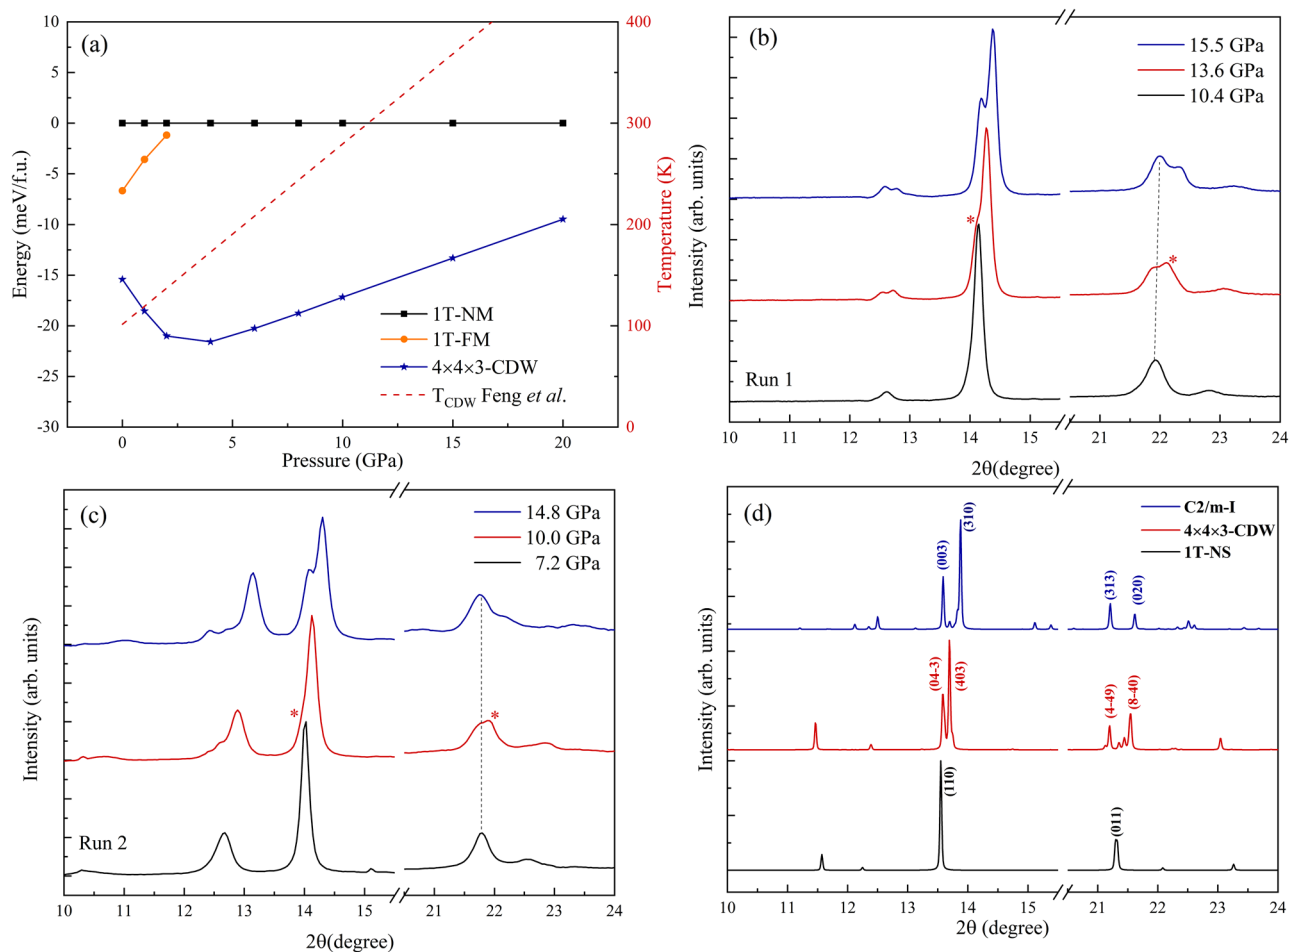 (a)
10
5
0
-5
-10
-15
-20
-25
-30
Energy (meV/f.u.)
400
300
200
100
0
Temperature (K)
1T-NM
1T-FM
4×4×3-CDW
T_CDW Feng et al.
0 5 10 15 20
Pressure (GPa)
(b)
15.5 GPa
13.6 GPa
10.4 GPa
*
*
Intensity (arb. units)
Run 1
10 11 12 13 14 15 21 22 23 24
2θ(degree)
(c)
14.8 GPa
10.0 GPa
7.2 GPa
*
*
Intensity (arb. units)
Run 2
10 11 12 13 14 15 21 22 23 24
2θ(degree)
(d)
C2/m-I
4×4×3-CDW
1T-NS
(003)
(310)
(313)
(020)
(04-3)
(403)
(4-49)
(8-40)
(110)
(011)
Intensity (arb. units)
10 11 12 13 14 15 21 22 23 24
2θ (degree)